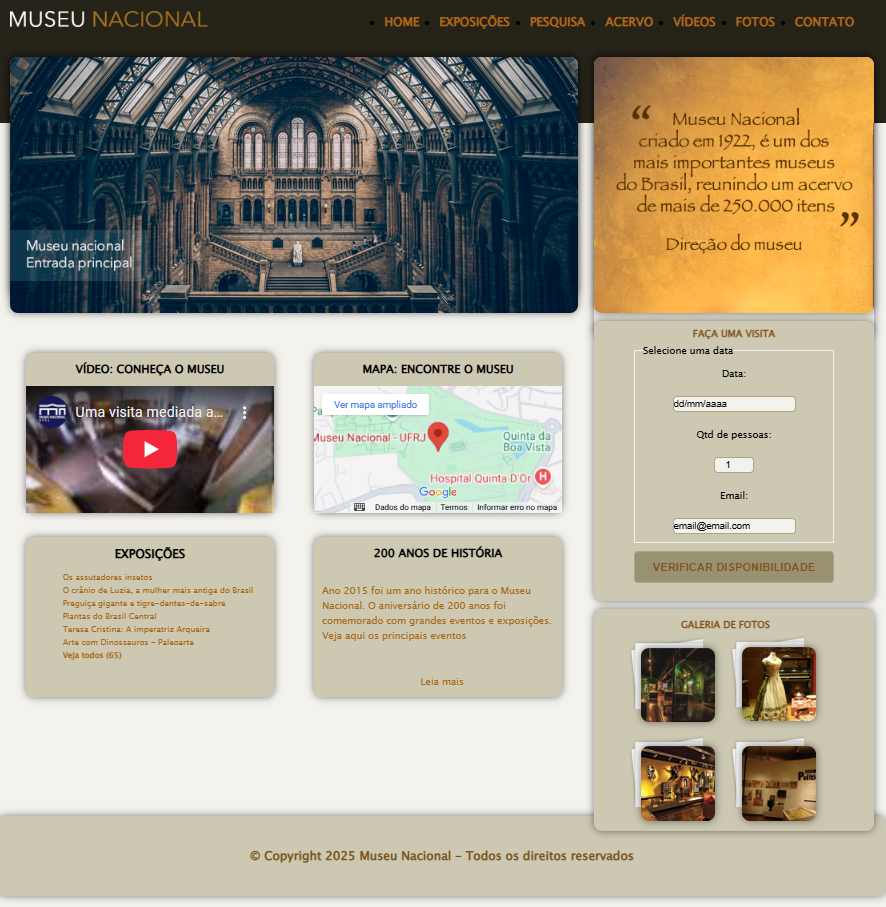 MUSEU NACIONAL
HOME EXPOSIÇÕES PESQUISA ACERVO VÍDEOS FOTOS CONTATO
Museu nacional
Entrada principal
“ Museu Nacional
criado em 1922, é um dos
mais importantes museus
do Brasil, reunindo um acervo
de mais de 250.000 itens ”
Direção do museu
VÍDEO: CONHEÇA O MUSEU
Uma visita mediada a...
MAPA: ENCONTRE O MUSEU
Ver mapa ampliado
Museu Nacional - UFRJ
Quinta da
Boa Vista
Hospital Quinta D'Or
Google
Dados do mapa Termos Informar erro no mapa
FAÇA UMA VISITA
Selecione uma data
Data:
dd/mm/aaaa
Qtd de pessoas:
1
Email:
email@email.com
VERIFICAR DISPONIBILIDADE
EXPOSIÇÕES
Os assutadores insetos
O crânio de Luzia, a mulher mais antiga do Brasil
Preguiça gigante e tigre-dentes-de-sabre
Plantas do Brasil Central
Teresa Cristina: A imperatriz Arqueira
Arte com Dinossauros - Paleoarte
Veja todos (65)
200 ANOS DE HISTÓRIA
Ano 2015 foi um ano histórico para o Museu
Nacional. O aniversário de 200 anos foi
comemorado com grandes eventos e exposições.
Veja aqui os principais eventos
Leia mais
GALERIA DE FOTOS
© Copyright 2025 Museu Nacional - Todos os direitos reservados